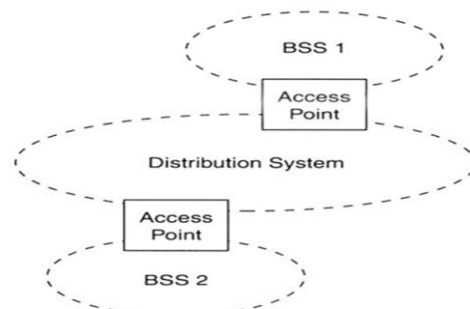 BSS 1
Access
Point
Distribution System
Access
Point
BSS 2